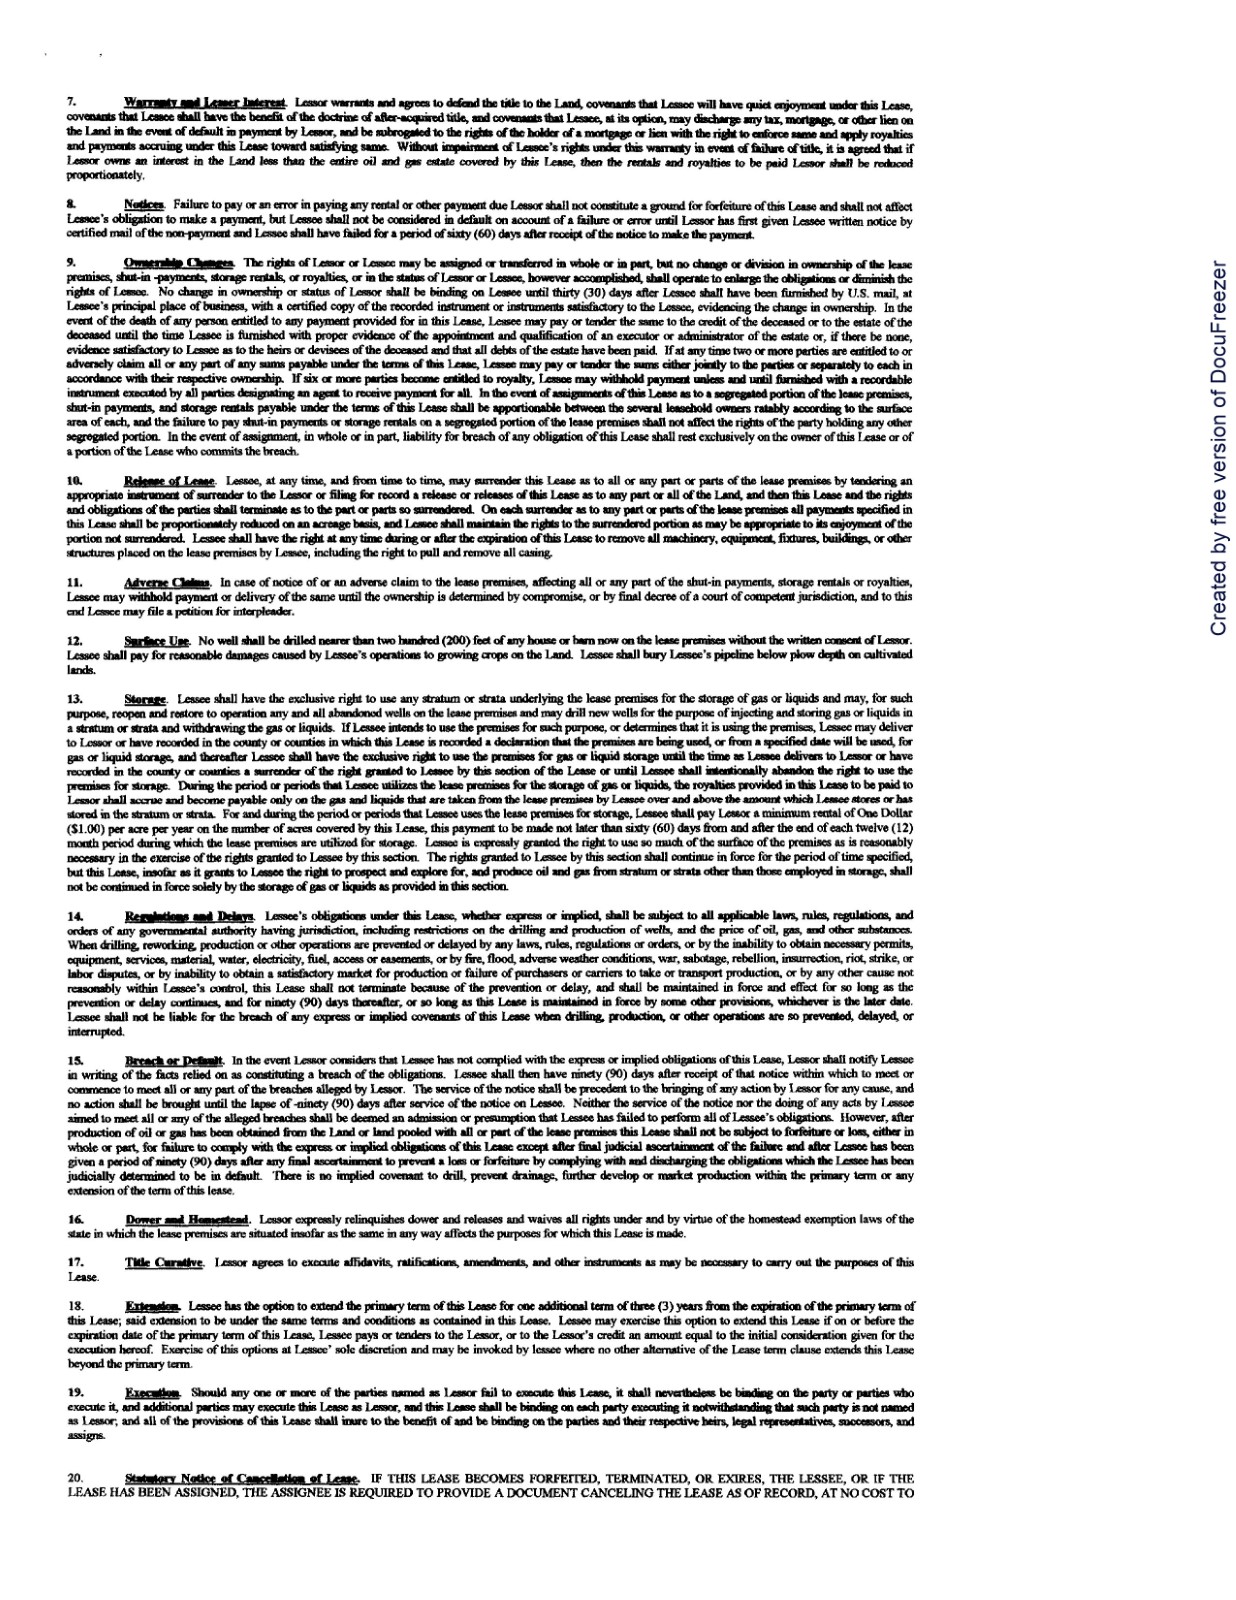 7. Warranty and Lesser Interest. Lessor warrants and agrees to defend the title to the Land, covenants that Lessee will have quiet enjoyment under this Lease,
covenants that Lessee shall have the benefit of the doctrine of after-acquired title, and covenants that Lessee, at its option, may discharge any tax, mortgage, or other lien on
the Land in the event of default in payment by Lessor, and be subrogated to the rights of the holder of a mortgage or lien with the right to enforce same and apply royalties
and payments accruing under this Lease toward satisfying same. Without impairment of Lessee's rights under this warranty in event of failure of title, it is agreed that if
Lessor owns an interest in the Land less than the entire oil and gas estate covered by this Lease, then the rentals and royalties to be paid Lessor shall be reduced
proportionately.
8. Notices. Failure to pay or an error in paying any rental or other payment due Lessor shall not constitute a ground for forfeiture of this Lease and shall not affect
Lessee's obligation to make a payment, but Lessee shall not be considered in default on account of a failure or error until Lessor has first given Lessee written notice by
certified mail of the non-payment and Lessee shall have failed for a period of sixty (60) days after receipt of the notice to make the payment.
9. Ownership Changes. The rights of Lessor or Lessee may be assigned or transferred in whole or in part, but no change or division in ownership of the lease
premises, shut-in -payments, storage rentals, or royalties, or in the status of Lessor or Lessee, however accomplished, shall operate to enlarge the obligations or diminish the
rights of Lessee. No change in ownership or status of Lessor shall be binding on Lessee until thirty (30) days after Lessee shall have been furnished by U.S. mail, at
Lessee's principal place of business, with a certified copy of the recorded instrument or instruments satisfactory to the Lessee, evidencing the change in ownership. In the
event of the death of any person entitled to any payment provided for in this Lease, Lessee may pay or tender the same to the credit of the deceased or to the estate of the
deceased until the time Lessee is furnished with proper evidence of the appointment and qualification of an executor or administrator of the estate or, if there be none,
evidence satisfactory to Lessee as to the heirs or devisees of the deceased and that all debts of the estate have been paid. If at any time two or more parties are entitled to or
adversely claim all or any part of any sums payable under the terms of this Lease, Lessee may pay or tender the sums either jointly to the parties or separately to each in
accordance with their respective ownership. If six or more parties become entitled to royalty, Lessee may withhold payment unless and until furnished with a recordable
instrument executed by all parties designating an agent to receive payment for all. In the event of assignments of this Lease as to a segregated portion of the lease premises,
shut-in payments, and storage rentals payable under the terms of this Lease shall be apportionable between the several leasehold owners ratably according to the surface
area of each, and the failure to pay shut-in payments or storage rentals on a segregated portion of the lease premises shall not affect the rights of the party holding any other
segregated portion. In the event of assignment, in whole or in part, liability for breach of any obligation of this Lease shall rest exclusively on the owner of this Lease or of
a portion of the Lease who commits the breach.
10. Release of Lease. Lessee, at any time, and from time to time, may surrender this Lease as to all or any part or parts of the lease premises by tendering an
appropriate instrument of surrender to the Lessor or filing for record a release or releases of this Lease as to any part or all of the Land, and then this Lease and the rights
and obligations of the parties shall terminate as to the part or parts so surrendered. On each surrender as to any part or parts of the lease premises all payments specified in
this Lease shall be proportionately reduced on an acreage basis, and Lessee shall maintain the rights to the surrendered portion as may be appropriate to its enjoyment of the
portion not surrendered. Lessee shall have the right at any time during or after the expiration of this Lease to remove all machinery, equipment, fixtures, buildings, or other
structures placed on the lease premises by Lessee, including the right to pull and remove all casing.
11. Adverse Claims. In case of notice of or an adverse claim to the lease premises, affecting all or any part of the shut-in payments, storage rentals or royalties,
Lessee may withhold payment or delivery of the same until the ownership is determined by compromise, or by final decree of a court of competent jurisdiction, and to this
end Lessee may file a petition for interpleader.
12. Surface Use. No well shall be drilled nearer than two hundred (200) feet of any house or barn now on the lease premises without the written consent of Lessor.
Lessee shall pay for reasonable damages caused by Lessee's operations to growing crops on the Land. Lessee shall bury Lessee's pipeline below plow depth on cultivated
lands.
13. Storage. Lessee shall have the exclusive right to use any stratum or strata underlying the lease premises for the storage of gas or liquids and may, for such
purpose, reopen and restore to operation any and all abandoned wells on the lease premises and may drill new wells for the purpose of injecting and storing gas or liquids in
a stratum or strata and withdrawing the gas or liquids. If Lessee intends to use the premises for such purpose, or determines that it is using the premises, Lessee may deliver
to Lessor or have recorded in the county or counties in which this Lease is recorded a declaration that the premises are being used, or from a specified date will be used, for
gas or liquid storage, and thereafter Lessee shall have the exclusive right to use the premises for gas or liquid storage until the time as Lessee delivers to Lessor or have
recorded in the county or counties a surrender of the right granted to Lessee by this section of the Lease or until Lessee shall intentionally abandon the right to use the
premises for storage. During the period or periods that Lessee utilizes the lease premises for the storage of gas or liquids, the royalties provided in this Lease to be paid to
Lessor shall accrue and become payable only on the gas and liquids that are taken from the lease premises by Lessee over and above the amount which Lessee stores or has
stored in the stratum or strata. For and during the period or periods that Lessee uses the lease premises for storage, Lessee shall pay Lessor a minimum rental of One Dollar
($1.00) per acre per year on the number of acres covered by this Lease, this payment to be made not later than sixty (60) days from and after the end of each twelve (12)
month period during which the lease premises are utilized for storage. Lessee is expressly granted the right to use so much of the surface of the premises as is reasonably
necessary in the exercise of the rights granted to Lessee by this section. The rights granted to Lessee by this section shall continue in force for the period of time specified,
but this Lease, insofar as it grants to Lessee the right to prospect and explore for, and produce oil and gas from stratum or strata other than those employed in storage, shall
not be continued in force solely by the storage of gas or liquids as provided in this section.
14. Regulations and Delays. Lessee's obligations under this Lease, whether express or implied, shall be subject to all applicable laws, rules, regulations, and
orders of any governmental authority having jurisdiction, including restrictions on the drilling and production of wells, and the price of oil, gas, and other substances.
When drilling, reworking, production or other operations are prevented or delayed by any laws, rules, regulations or orders, or by the inability to obtain necessary permits,
equipment, services, material, water, electricity, fuel, access or easements, or by fire, flood, adverse weather conditions, war, sabotage, rebellion, insurrection, riot, strike, or
labor disputes, or by inability to obtain a satisfactory market for production or failure of purchasers or carriers to take or transport production, or by any other cause not
reasonably within Lessee's control, this Lease shall not terminate because of the prevention or delay, and shall be maintained in force and effect for so long as the
prevention or delay continues, and for ninety (90) days thereafter, or so long as this Lease is maintained in force by some other provisions, whichever is the later date.
Lessee shall not be liable for the breach of any express or implied covenants of this Lease when drilling, production, or other operations are so prevented, delayed, or
interrupted.
15. Breach or Default. In the event Lessor considers that Lessee has not complied with the express or implied obligations of this Lease, Lessor shall notify Lessee
in writing of the facts relied on as constituting a breach of the obligations. Lessee shall then have ninety (90) days after receipt of that notice within which to meet or
commence to meet all or any part of the breaches alleged by Lessor. The service of the notice shall be precedent to the bringing of any action by Lessor for any cause, and
no action shall be brought until the lapse of -ninety (90) days after service of the notice on Lessee. Neither the service of the notice nor the doing of any acts by Lessee
aimed to meet all or any of the alleged breaches shall be deemed an admission or presumption that Lessee has failed to perform all of Lessee's obligations. However, after
production of oil or gas has been obtained from the Land or land pooled with all or part of the lease premises this Lease shall not be subject to forfeiture or loss, either in
whole or part, for failure to comply with the express or implied obligations of this Lease except after final judicial ascertainment of the failure and after Lessee has been
given a period of ninety (90) days after any final ascertainment to prevent a loss or forfeiture by complying with and discharging the obligations which the Lessee has been
judicially determined to be in default. There is no implied covenant to drill, prevent drainage, further develop or market production within the primary term or any
extension of the term of this lease.
16. Dower and Homestead. Lessor expressly relinquishes dower and releases and waives all rights under and by virtue of the homestead exemption laws of the
state in which the lease premises are situated insofar as the same in any way affects the purposes for which this Lease is made.
17. Title Curative. Lessor agrees to execute affidavits, ratifications, amendments, and other instruments as may be necessary to carry out the purposes of this
Lease.
18. Extension. Lessee has the option to extend the primary term of this Lease for one additional term of three (3) years from the expiration of the primary term of
this Lease; said extension to be under the same terms and conditions as contained in this Lease. Lessee may exercise this option to extend this Lease if on or before the
expiration date of the primary term of this Lease, Lessee pays or tenders to the Lessor, or to the Lessor's credit an amount equal to the initial consideration given for the
execution hereof. Exercise of this options at Lessee' sole discretion and may be invoked by lessee where no other alternative of the Lease term clause extends this Lease
beyond the primary term.
19. Execution. Should any one or more of the parties named as Lessor fail to execute this Lease, it shall nevertheless be binding on the party or parties who
execute it, and additional parties may execute this Lease as Lessor, and this Lease shall be binding on each party executing it notwithstanding that such party is not named
as Lessor; and all of the provisions of this Lease shall inure to the benefit of and be binding on the parties and their respective heirs, legal representatives, successors, and
assigns.
20. Statutory Notice of Cancellation of Lease. IF THIS LEASE BECOMES FORFEITED, TERMINATED, OR EXIRES, THE LESSEE, OR IF THE
LEASE HAS BEEN ASSIGNED, THE ASSIGNEE IS REQUIRED TO PROVIDE A DOCUMENT CANCELING THE LEASE AS OF RECORD, AT NO COST TO
Created by free version of DocuFreezer